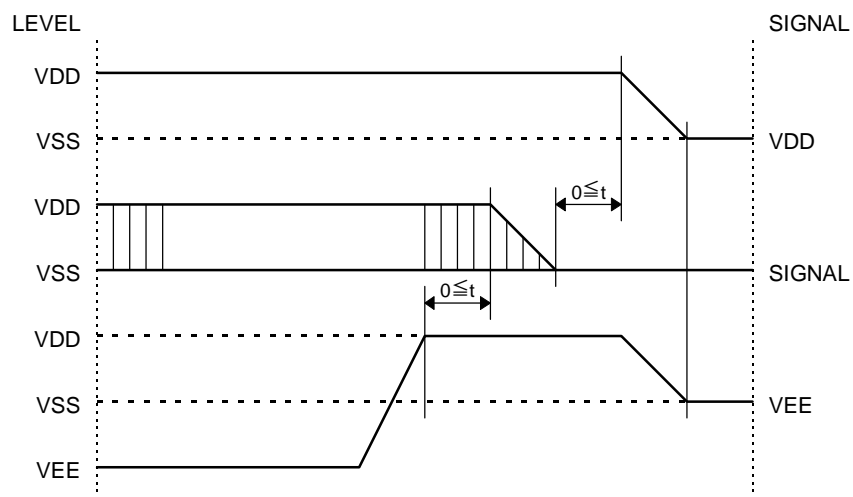 LEVEL SIGNAL
VDD
VSS VDD
VDD 0≦t
VSS SIGNAL
0≦t
VDD
VSS VEE
VEE